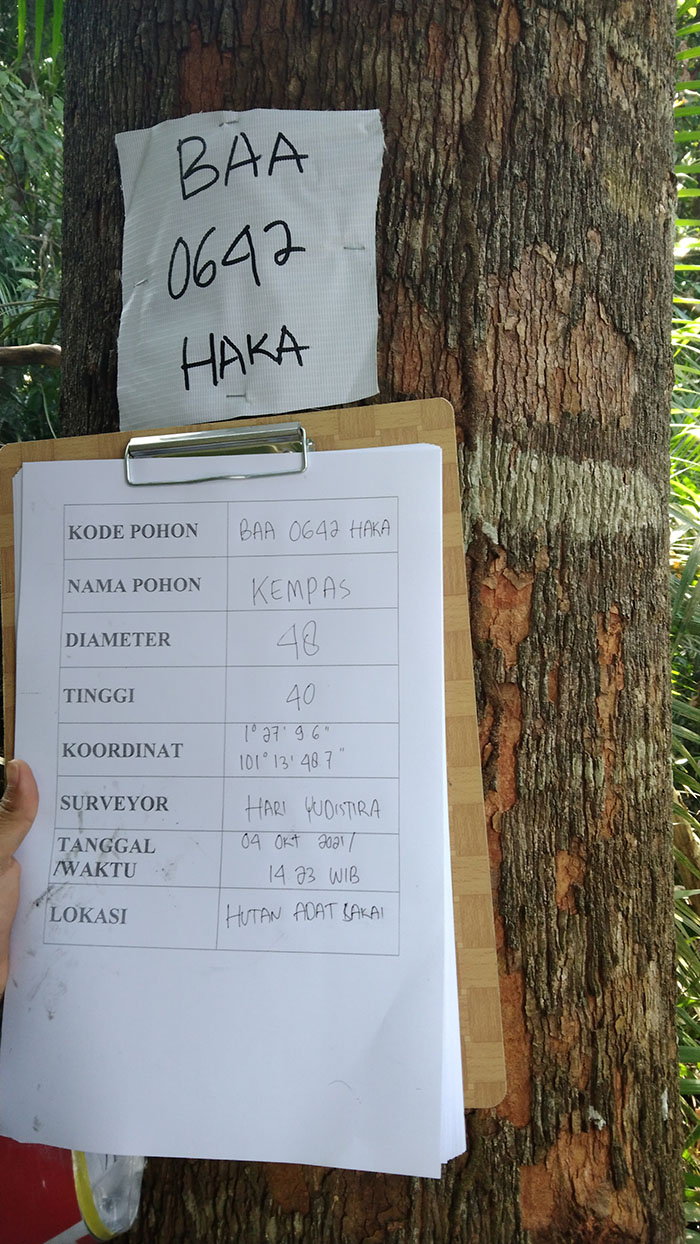 BAA
0642
HAKA
KODE POHON BAA 0642 HAKA
NAMA POHON KEMPAS
DIAMETER 48
TINGGI 40
KOORDINAT 1° 27' 9 6"
101° 13' 48 7"
SURVEYOR HARI YUDISTIRA
TANGGAL 04 OKT 2021/
/WAKTU 14 23 WIB
LOKASI HUTAN ADAT BAKAI